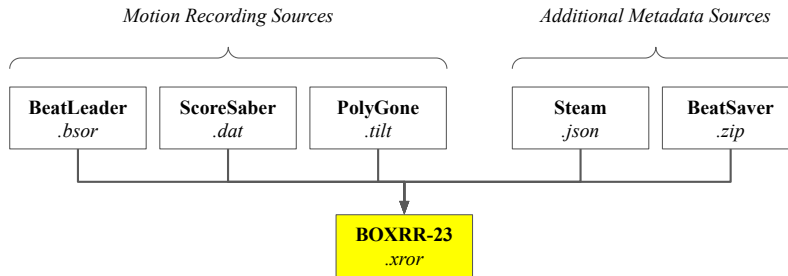 Motion Recording Sources
Additional Metadata Sources
BeatLeader
.bsor
ScoreSaber
.dat
PolyGone
.tilt
Steam
.json
BeatSaver
.zip
BOXRR-23
.xror